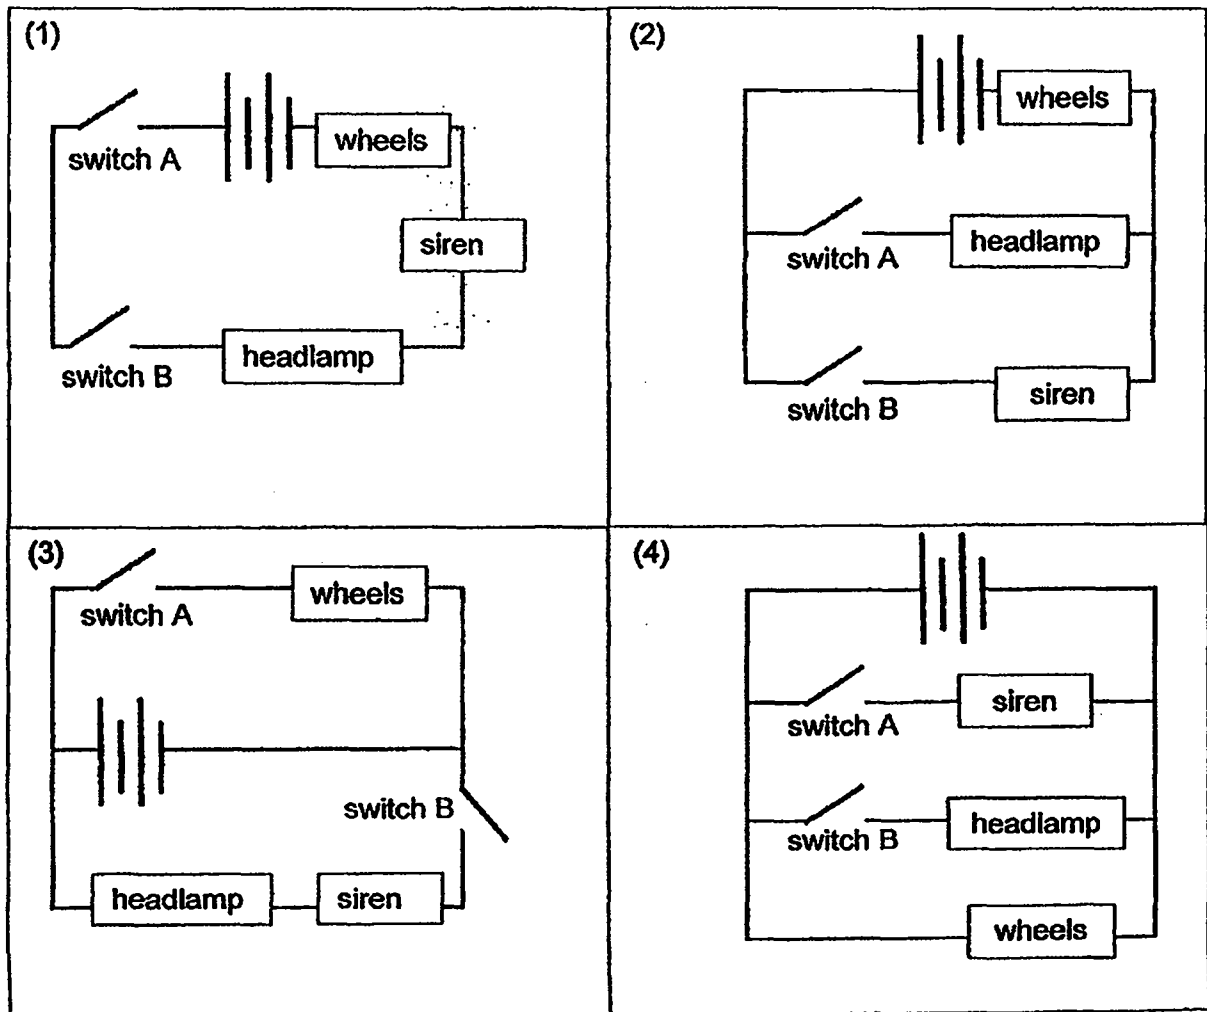 (1)
switch A
wheels
siren
switch B
headlamp
(2)
wheels
switch A
headlamp
switch B
siren
(3)
switch A
wheels
switch B
headlamp
siren
(4)
switch A
siren
switch B
headlamp
wheels